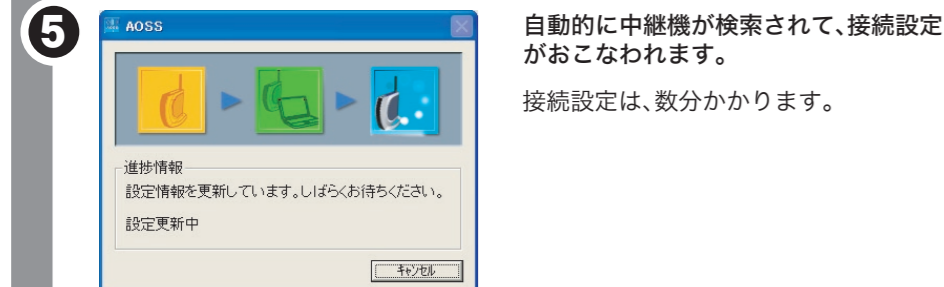 5
AOSS
進捗情報
設定情報を更新しています。しばらくお待ちください。
設定更新中
キャンセル
自動的に中継機が検索されて、接続設定
がおこなわれます。
接続設定は、数分かかります。